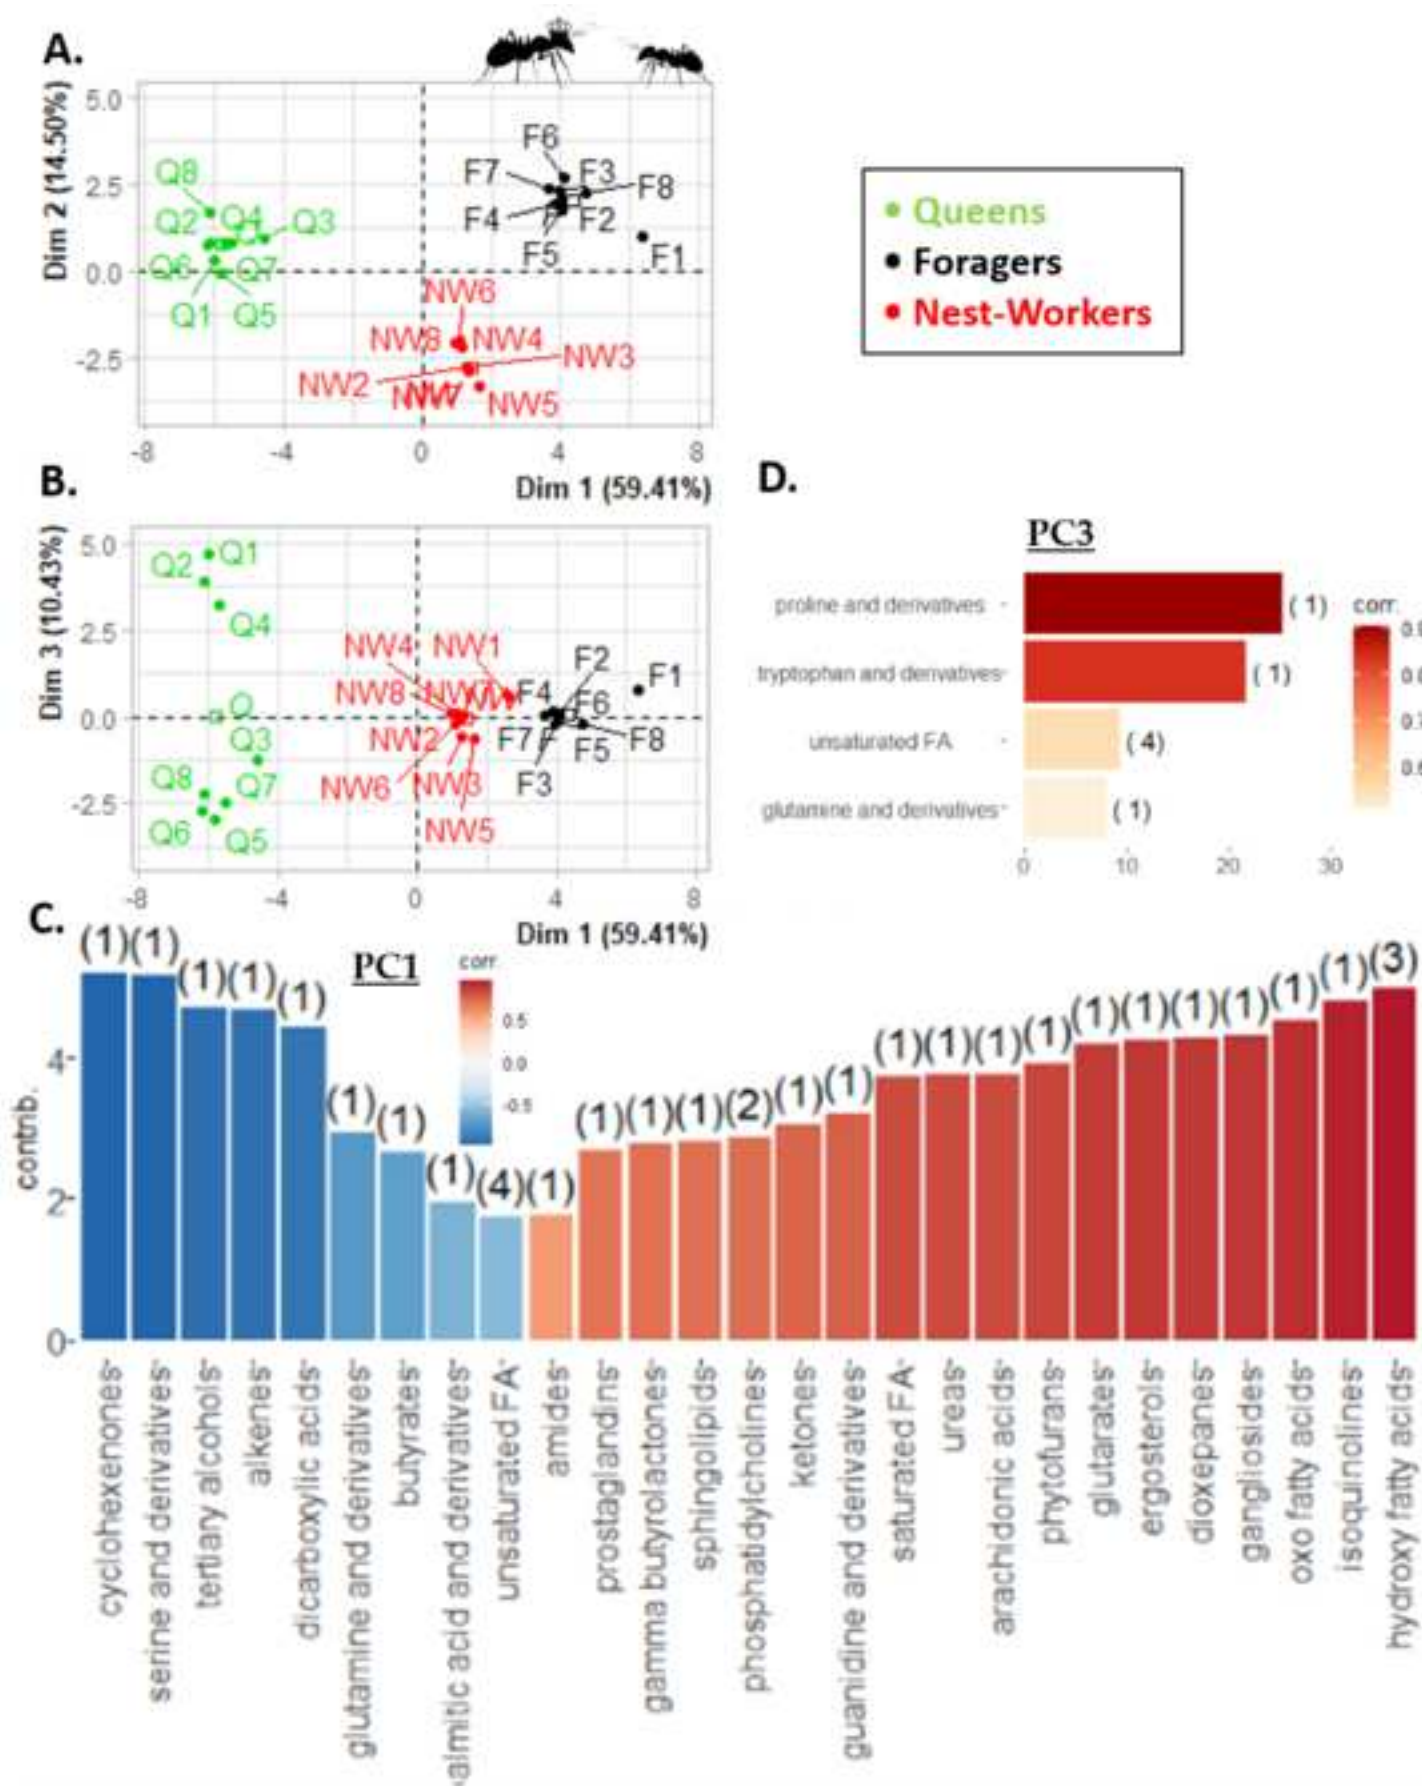 A.
Dim 2 (14.50%)
5.0
2.5
0.0
-2.5
Q8
Q2
Q4
Q3
Q6
Q7
Q1
Q5
F6
F7
F3
F8
F4
F2
F5
F1
NW6
NW8
NW4
NW3
NW2
NW7
NW5
-8
-4
0
4
8
Dim 1 (59.41%)
Queens
Foragers
Nest-Workers
B.
Dim 3 (10.43%)
5.0
2.5
0.0
-2.5
Q2
Q1
Q4
Q
Q3
Q8
Q7
Q6
Q5
NW4
NW1
NW8
NW7
NW2
NW6
NW3
NW5
F2
F1
F4
F6
F7
F
F5
F8
F3
-8
-4
0
4
8
Dim 1 (59.41%)
D.
PC3
proline and derivatives
(1)
tryptophan and derivatives
(1)
unsaturated FA
(4)
glutamine and derivatives
(1)
0
10
20
30
corr.
C.
PC1
corr
0.5
0.0
-0.5
contrib.
4
2
0
(1)(1)(1)(1)(1)(1)(1)(1)(4)(1)(1)(1)(1)(2)(1)(1)(1)(1)(1)(1)(1)(1)(1)(1)(1)(1)(3)
cyclohexenones
serine and derivatives
tertiary alcohols
alkenes
dicarboxylic acids
glutamine and derivatives
butyrates
almitic acid and derivatives
unsaturated FA
amides
prostaglandins
gamma butyrolactones
sphingolipids
phosphatidylcholines
ketones
guanidine and derivatives
saturated FA
ureas
arachidonic acids
phytofurans
glutarates
ergosterols
dioxepanes
gangliosides
oxo fatty acids
isoquinolines
hydroxy fatty acids